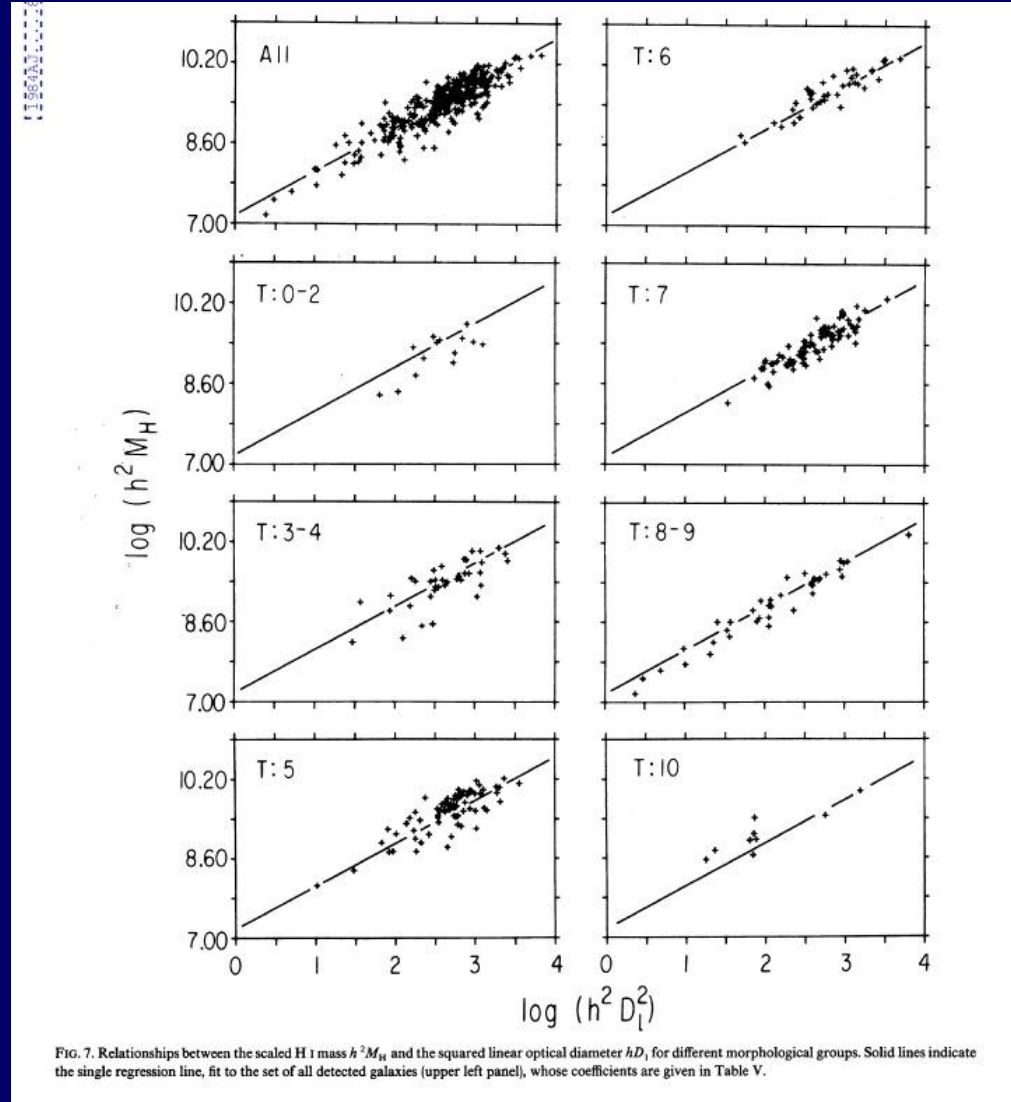 1984AJ
All
T:6
10.20
8.60
7.00
T:0-2
T:7
10.20
8.60
7.00
log (h² M_H)
T:3-4
T:8-9
10.20
8.60
7.00
T:5
T:10
10.20
8.60
7.00
0 1 2 3 4 0 1 2 3 4
log (h² D_l²)
FIG. 7. Relationships between the scaled H I mass h ²M_H and the squared linear optical diameter hD_l for different morphological groups. Solid lines indicate
the single regression line, fit to the set of all detected galaxies (upper left panel), whose coefficients are given in Table V.